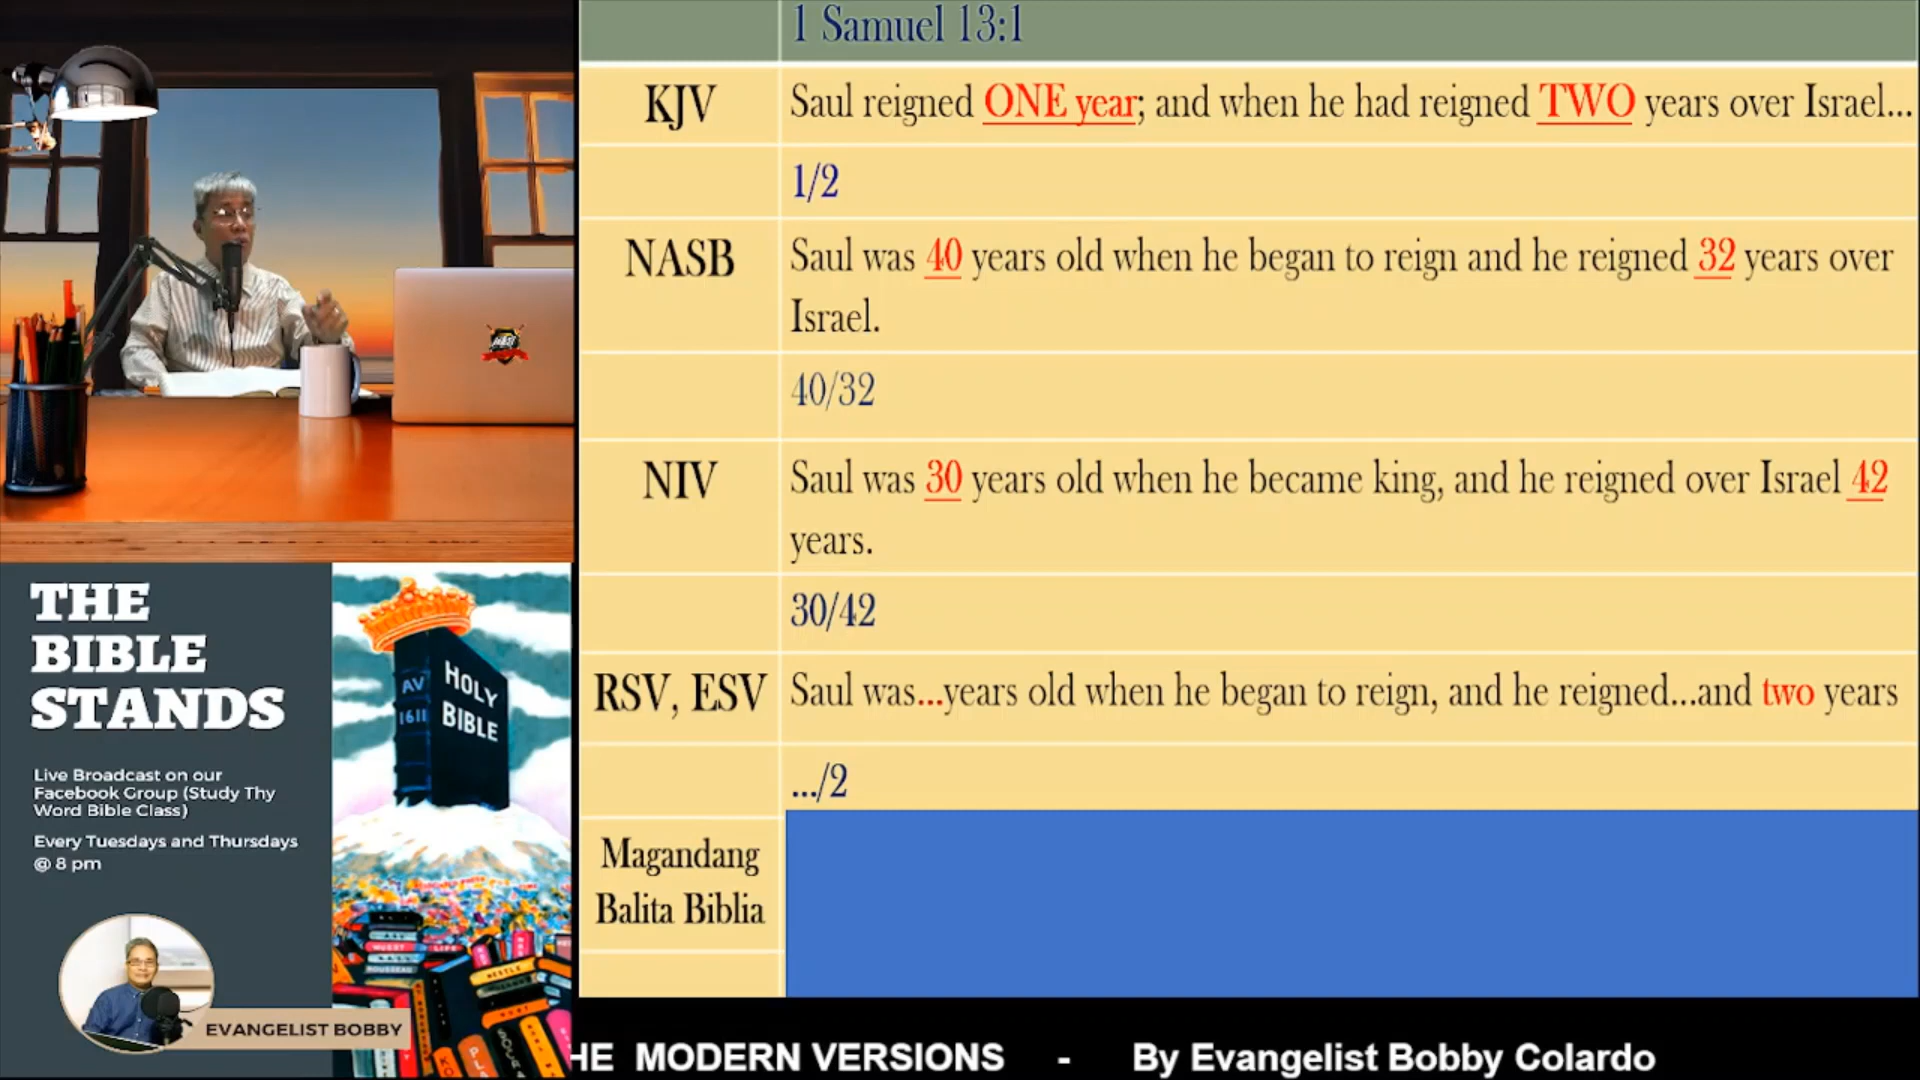 1 Samuel 13:1
KJV
Saul reigned ONE year; and when he had reigned TWO years over Israel...
1/2
NASB
Saul was 40 years old when he began to reign and he reigned 32 years over
Israel.
40/32
NIV
Saul was 30 years old when he became king, and he reigned over Israel 42
years.
30/42
RSV, ESV
Saul was...years old when he began to reign, and he reigned...and two years
.../2
Magandang
Balita Biblia
THE
BIBLE
STANDS
Live Broadcast on our
Facebook Group (Study Thy
Word Bible Class)
Every Tuesdays and Thursdays
@ 8 pm
EVANGELIST BOBBY
AV
1611
HOLY
BIBLE
ROUSSEAU
NESTLE
HE MODERN VERSIONS - By Evangelist Bobby Colardo